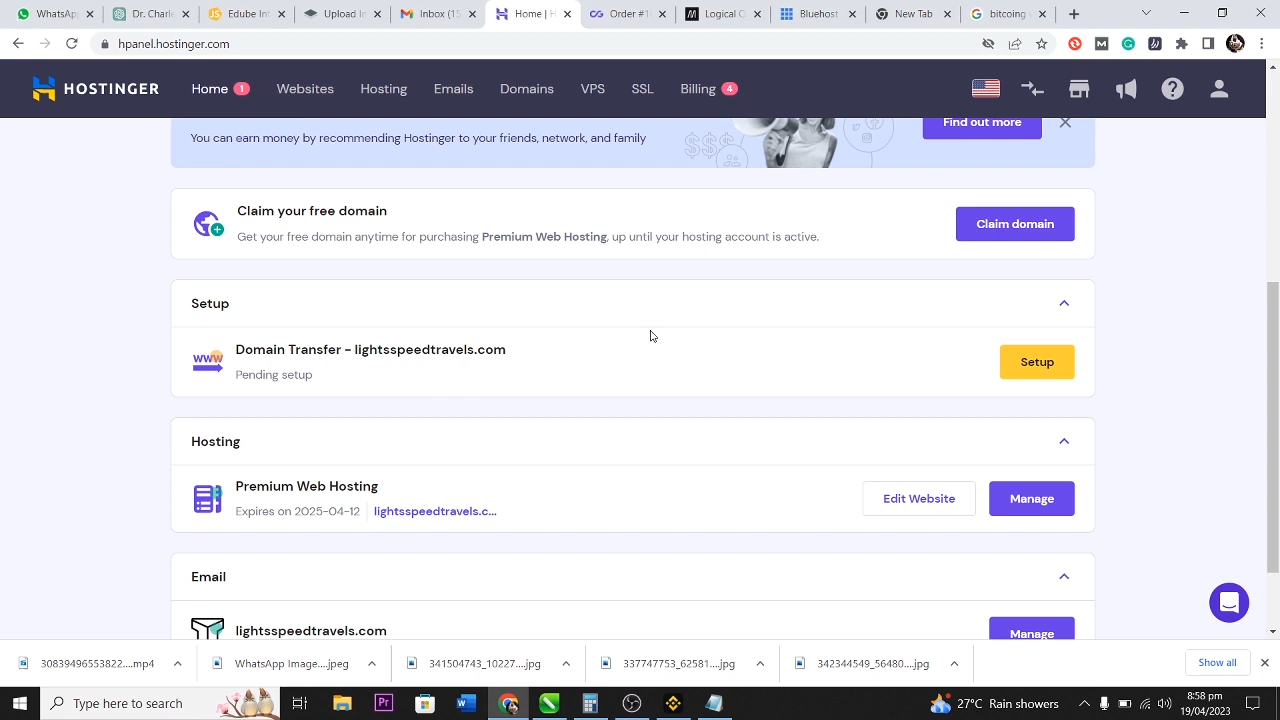 WhatsApp
Dr. Charle
Edube Int
Upload In
Inbox (5
Home | H
Order #1
Logical G
Bluehost
New Tab
bitcoin v
hpanel.hostinger.com
HOSTINGER
Home 1
Websites
Hosting
Emails
Domains
VPS
SSL
Billing 4
You can earn money by recommending Hostinger to your friends, network, and family
Find out more
Claim your free domain
Get your free domain anytime for purchasing Premium Web Hosting, up until your hosting account is active.
Claim domain
Setup
Domain Transfer - lightsspeedtravels.com
Pending setup
Setup
Hosting
Premium Web Hosting
Expires on 2025-04-12
lightsspeedtravels.c...
Edit Website
Manage
Email
lightsspeedtravels.com
Manage
30839496553822....mp4
WhatsApp Image....jpeg
341504743_10227....jpg
337747753_62581....jpg
342344549_56480....jpg
Show all
Type here to search
27°C Rain showers
8:58 pm
19/04/2023